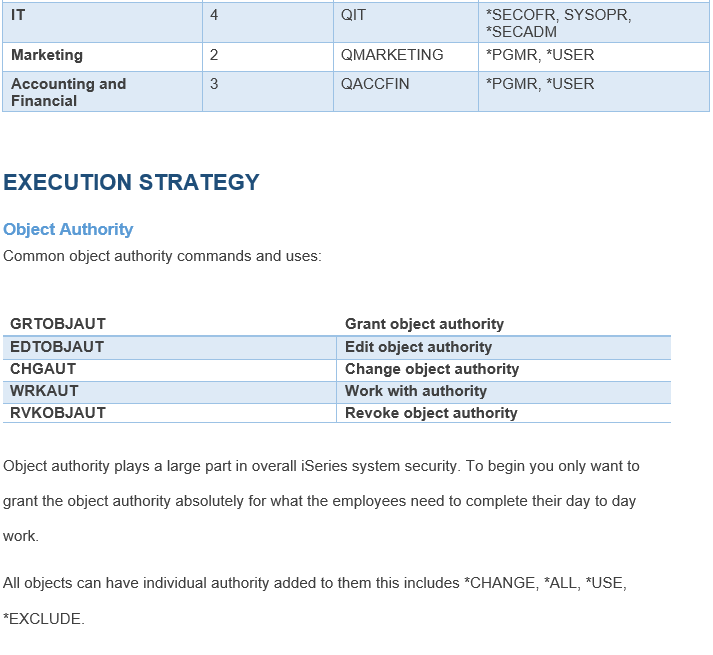 IT 4 QIT *SECOFR, SYSOPR,
*SECADM
Marketing 2 QMARKETING *PGMR, *USER
Accounting and 3 QACCFIN *PGMR, *USER
Financial
EXECUTION STRATEGY
Object Authority
Common object authority commands and uses:
GRTOBJAUT Grant object authority
EDTOBJAUT Edit object authority
CHGAUT Change object authority
WRKAUT Work with authority
RVKOBJAUT Revoke object authority
Object authority plays a large part in overall iSeries system security. To begin you only want to
grant the object authority absolutely for what the employees need to complete their day to day
work.
All objects can have individual authority added to them this includes *CHANGE, *ALL, *USE,
*EXCLUDE.